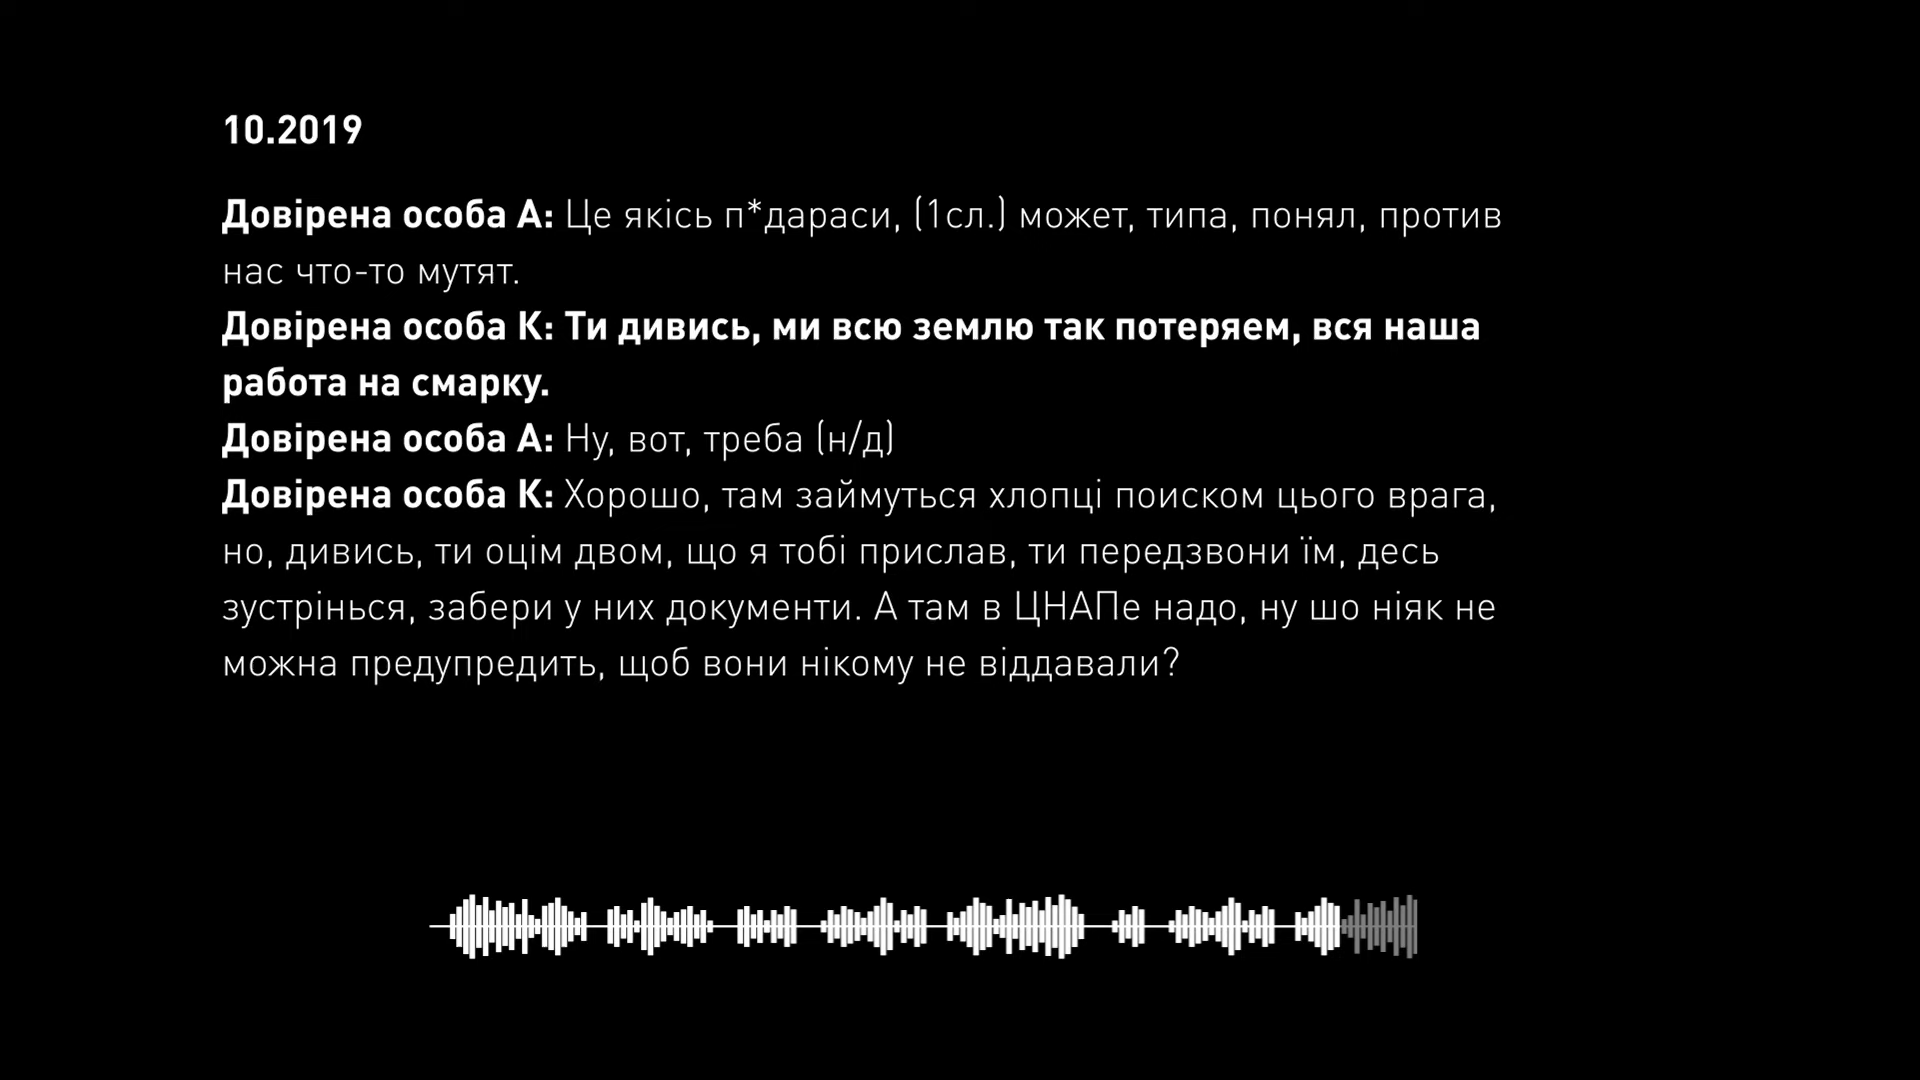 10.2019
Довірена особа А: Це якісь п*дараси, (1сл.) может, типа, понял, против
нас что-то мутят.
Довірена особа К: Ти дивись, ми всю землю так потеряем, вся наша
работа на смарку.
Довірена особа А: Ну, вот, треба (н/д)
Довірена особа К: Хорошо, там займуться хлопці поиском цього врага,
но, дивись, ти оцім двом, що я тобі прислав, ти передзвони їм, десь
зустрінься, забери у них документи. А там в ЦНАПе надо, ну шо ніяк не
можна предупредить, щоб вони нікому не віддавали?